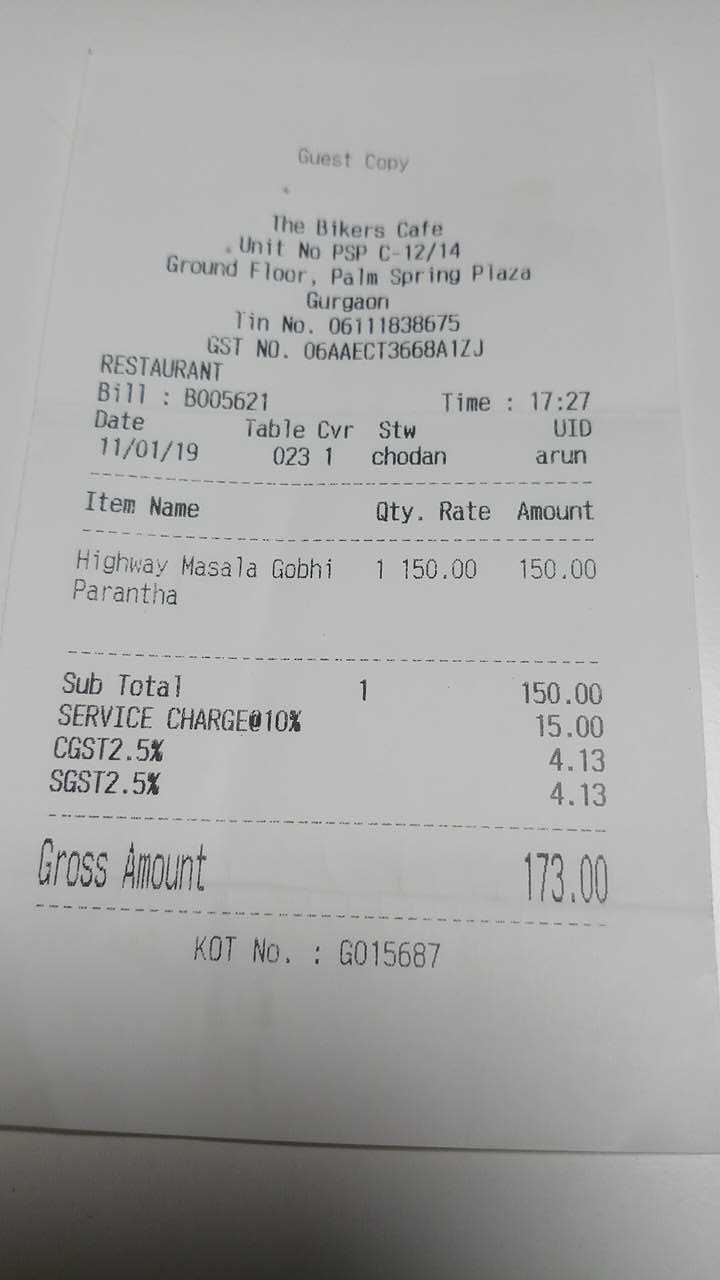 Guest Copy
The Bikers Cafe
Unit No PSP C-12/14
Ground Floor, Palm Spring Plaza
Gurgaon
Tin No. 06111838675
GST NO. 06AAECT3668A1ZJ
RESTAURANT
Bill : B005621 Time : 17:27
Date Table Cvr Stw UID
11/01/19 023 1 chodan arun
Item Name Qty. Rate Amount
Highway Masala Gobhi 1 150.00 150.00
Parantha
Sub Total 1 150.00
SERVICE CHARGE@10% 15.00
CGST2.5% 4.13
SGST2.5% 4.13
Gross Amount 173.00
KOT No. : G015687